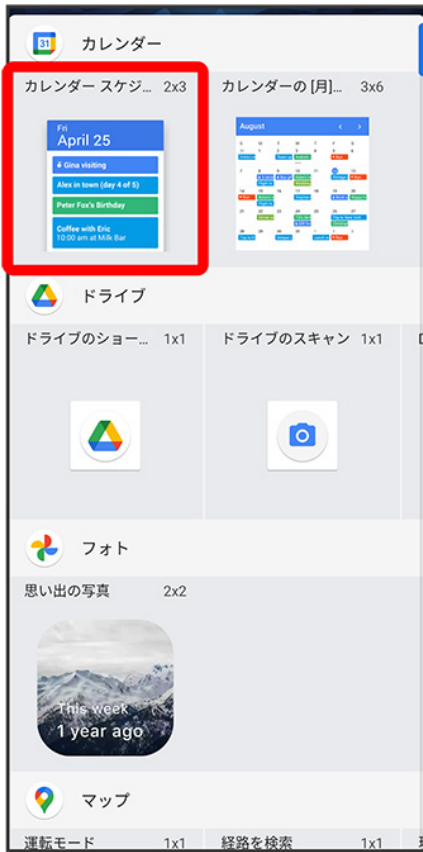 31
カレンダー
カレンダー スケジ... 2x3
カレンダーの [月]... 3x6
Fri
April 25
Gina visiting
Alex in town (day 4 of 5)
Peter Fox's Birthday
Coffee with Eric
10:00 am at Milk Bar
August
ドライブ
ドライブのショー... 1x1
ドライブのスキャン 1x1
フォト
思い出の写真 2x2
This week
1 year ago
マップ
運転モード 1x1
経路を検索 1x1